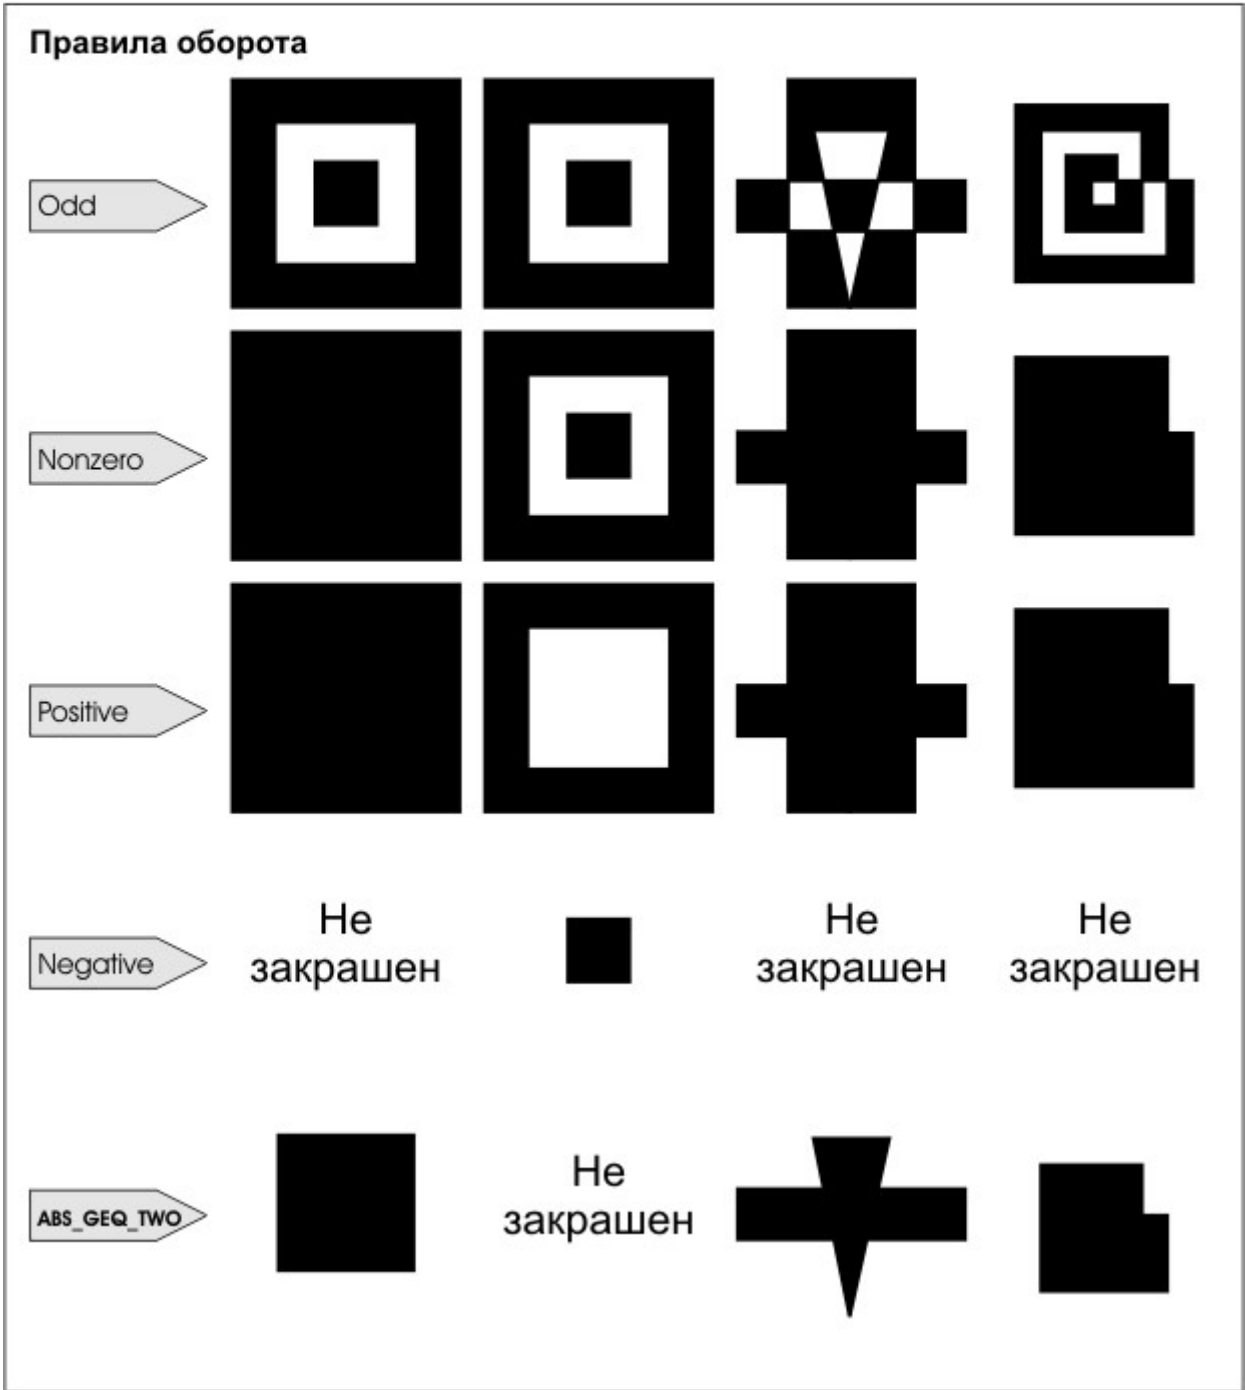 Правила оборота
Odd
Nonzero
Positive
Negative
Не
закрашен
Не
закрашен
Не
закрашен
ABS_GEQ_TWO
Не
закрашен